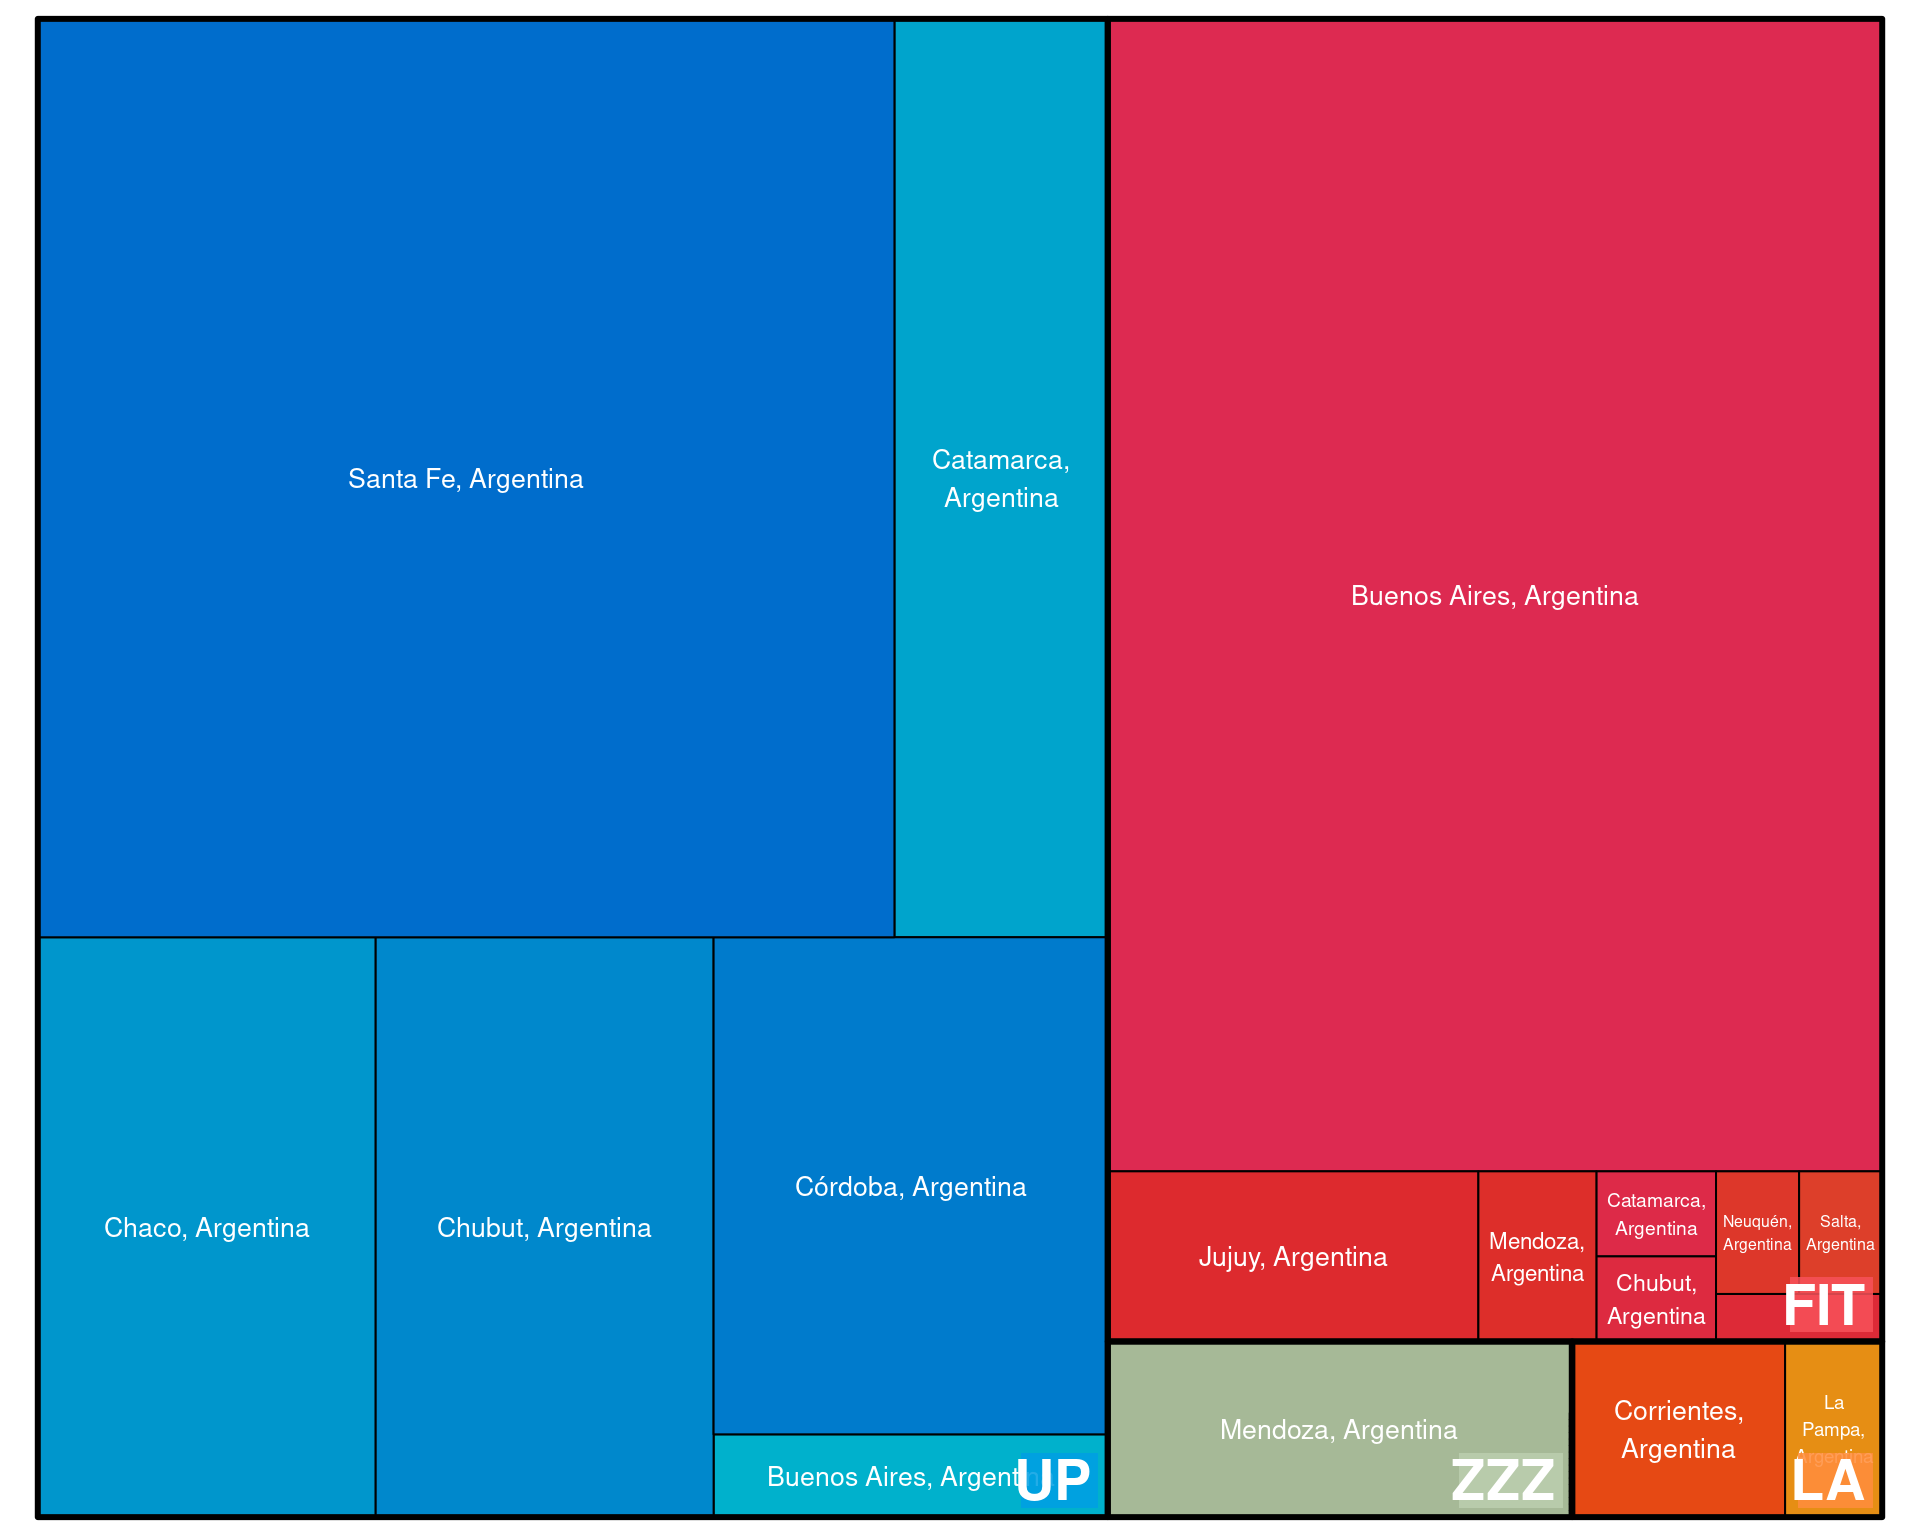 Santa Fe, Argentina
Catamarca,
Argentina
Chaco, Argentina
Chubut, Argentina
Córdoba, Argentina
Buenos Aires, Argentina
UP
Buenos Aires, Argentina
Jujuy, Argentina
Mendoza,
Argentina
Catamarca,
Argentina
Chubut,
Argentina
Neuquén,
Argentina
Salta,
Argentina
FIT
Mendoza, Argentina
ZZZ
Corrientes,
Argentina
La
Pampa,
Argentina
LA